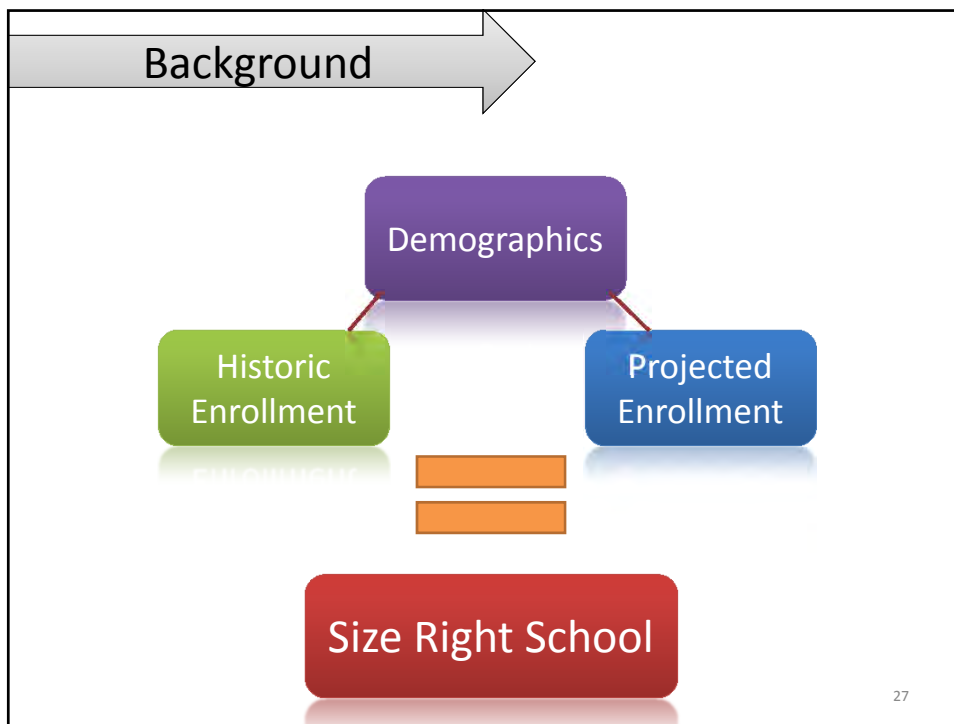 Background
Demographics
Historic
Enrollment
Projected
Enrollment
Size Right School
27